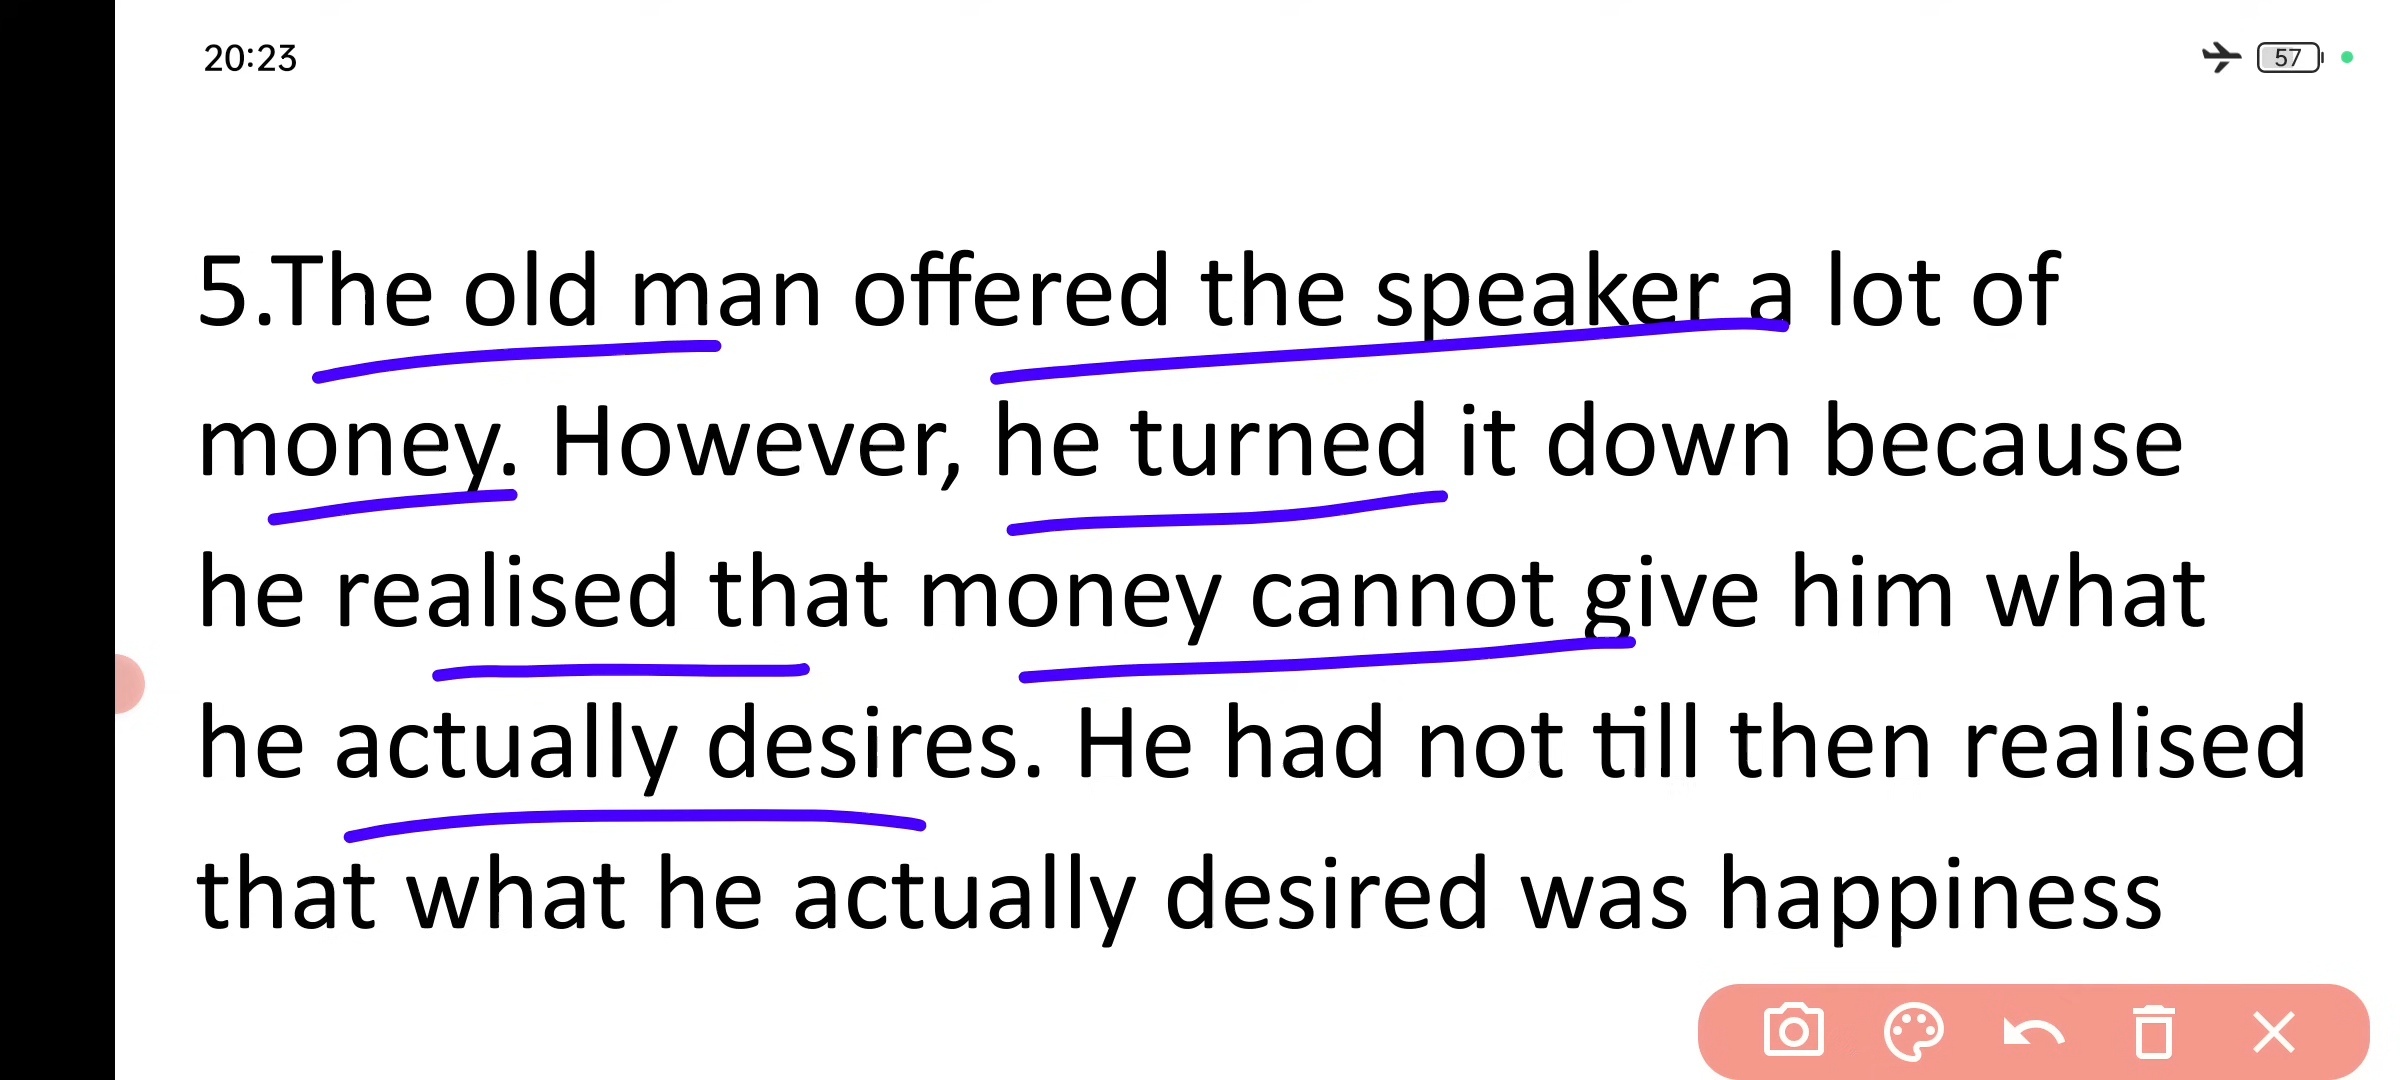 20:23
57
5.The old man offered the speaker a lot of
money. However, he turned it down because
he realised that money cannot give him what
he actually desires. He had not till then realised
that what he actually desired was happiness